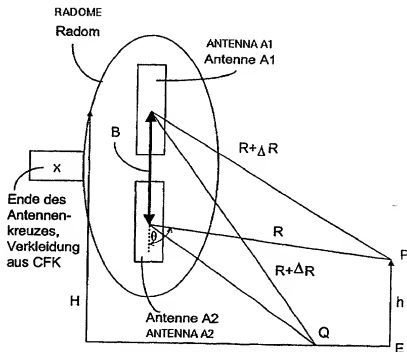 RADOME
Radom
ANTENNA A1
Antenne A1
B
R+ΔR
x
Ende des
Antennen-
kreuzes,
Verkleidung
aus CFK
R
P
θ
R+ΔR
H
h
Antenne A2
ANTENNA A2
Q
E